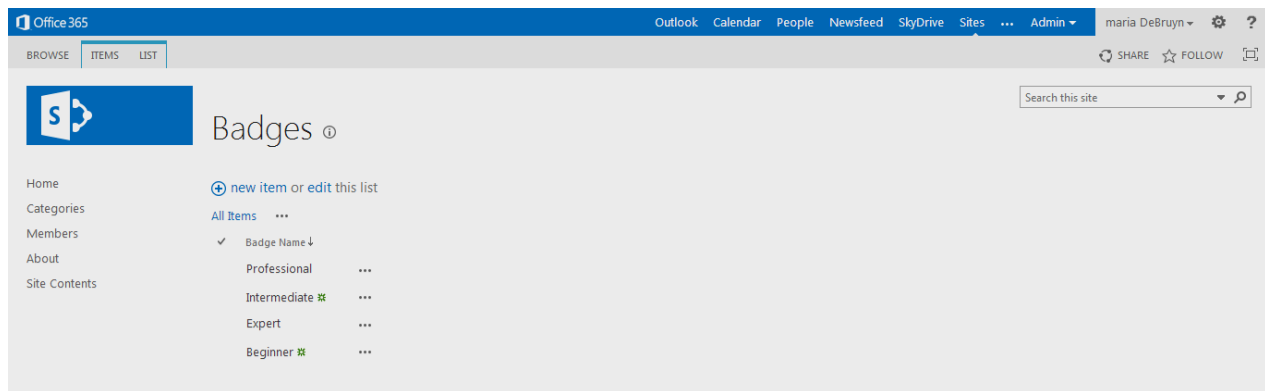 Office 365 Outlook Calendar People Newsfeed SkyDrive Sites ... Admin maria DeBruyn ?
BROWSE ITEMS LIST SHARE FOLLOW
Search this site
S
Badges
Home
Categories
Members
About
Site Contents
new item or edit this list
All Items ...
Badge Name
Professional ...
Intermediate ...
Expert ...
Beginner ...